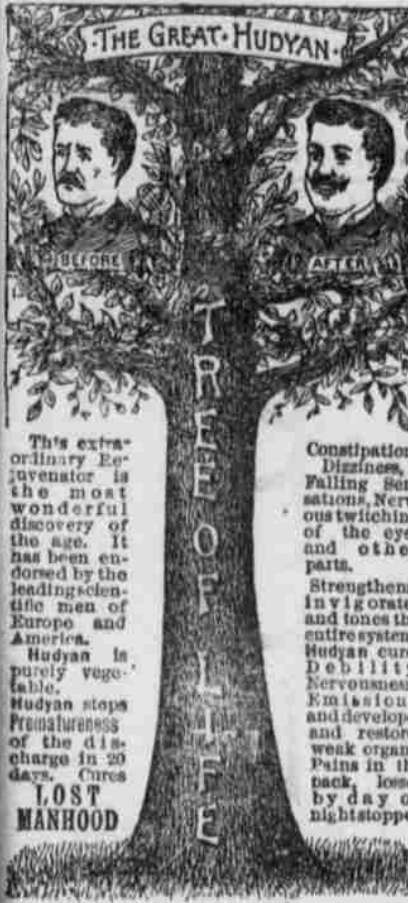 THE GREAT HUDYAN
BEFORE
AFTER
TREE OF LIFE
This extra-
ordinary Re-
juvenator is
the most
wonderful
discovery of
the age. It
has been en-
dorsed by the
leading scien-
tific men of
Europe and
America.
Hudyan is
purely vege-
table.
Hudyan stops
Prematureness
of the dis-
charge in 20
days. Cures
LOST
MANHOOD
Constipation
Dizziness,
Falling Sen
sations, Nerv
ous twitching
of the eye
and othe
parts.
Strengthens
invigorate
and tones th
entire system
Hudyan cure
Debility
Nervousness
Emission
and develope
and restore
weak organ
Pains in th
back, losse
by day o
night stoppe